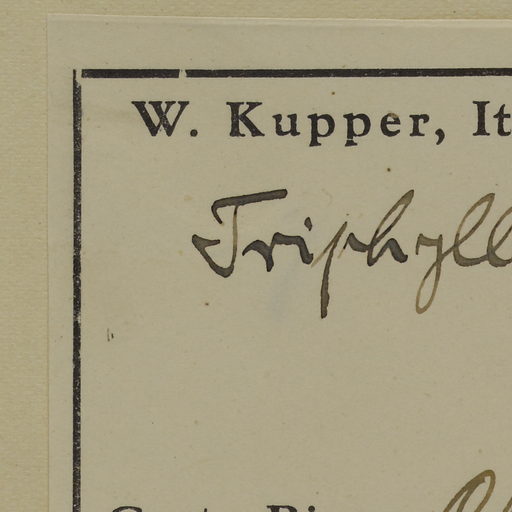 W. Kupper, It
Triphyll